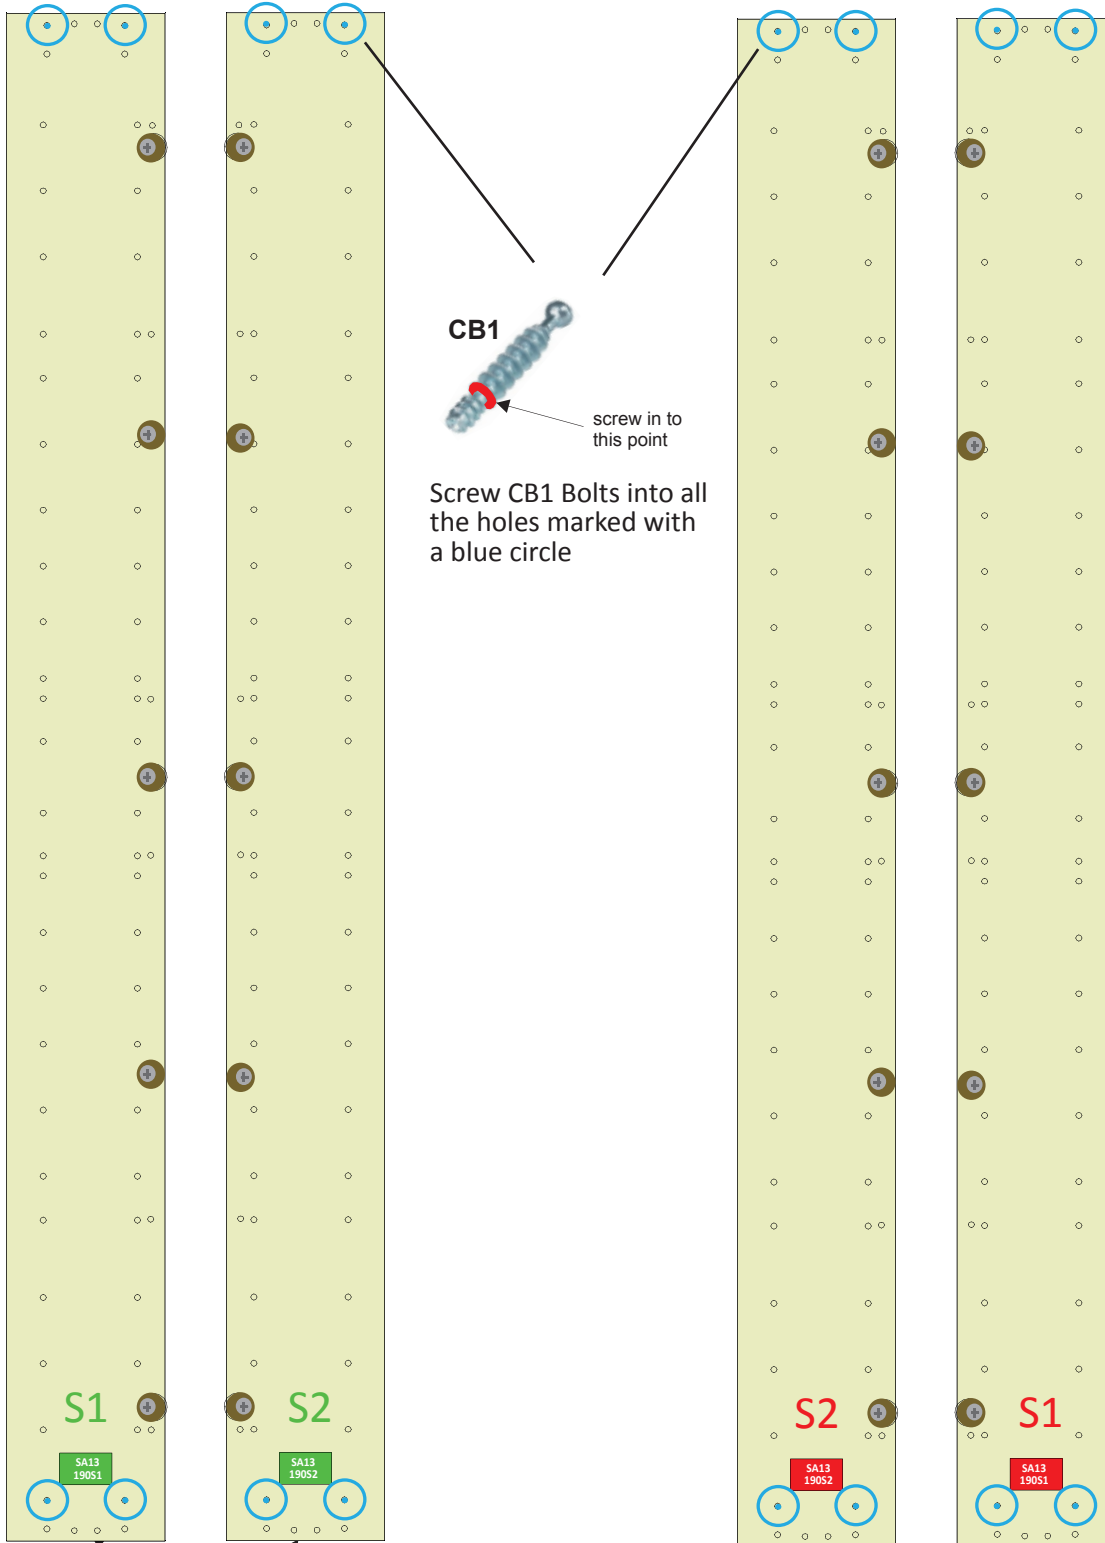 CB1
screw in to
this point
Screw CB1 Bolts into all
the holes marked with
a blue circle
S1
S2
S2
S1
SA13
190S1
SA13
190S2
SA13
190S2
SA13
190S1